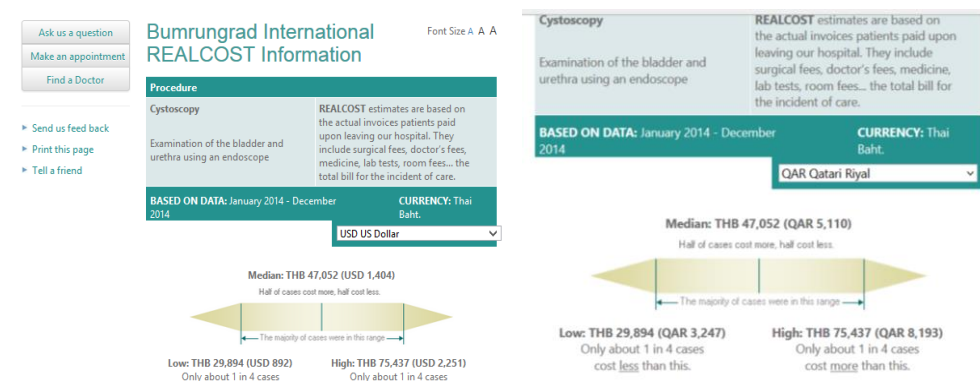 Ask us a question
Make an appointment
Find a Doctor
Send us feed back
Print this page
Tell a friend
Bumrungrad International
REALCOST Information
Font Size A A A
Procedure
Cystoscopy
Examination of the bladder and
urethra using an endoscope
REALCOST estimates are based on
the actual invoices patients paid
upon leaving our hospital. They
include surgical fees, doctor's fees,
medicine, lab tests, room fees... the
total bill for the incident of care.
BASED ON DATA: January 2014 - December
2014
CURRENCY: Thai
Baht.
USD US Dollar
Median: THB 47,052 (USD 1,404)
Half of cases cost more, half cost less.
The majority of cases were in this range
Low: THB 29,894 (USD 892)
Only about 1 in 4 cases
High: THB 75,437 (USD 2,251)
Only about 1 in 4 cases
Cystoscopy
Examination of the bladder and
urethra using an endoscope
REALCOST estimates are based on
the actual invoices patients paid upon
leaving our hospital. They include
surgical fees, doctor's fees, medicine,
lab tests, room fees... the total bill for
the incident of care.
BASED ON DATA: January 2014 - December
2014
CURRENCY: Thai
Baht.
QAR Qatari Riyal
Median: THB 47,052 (QAR 5,110)
Half of cases cost more, half cost less.
The majority of cases were in this range
Low: THB 29,894 (QAR 3,247)
Only about 1 in 4 cases
cost less than this.
High: THB 75,437 (QAR 8,193)
Only about 1 in 4 cases
cost more than this.